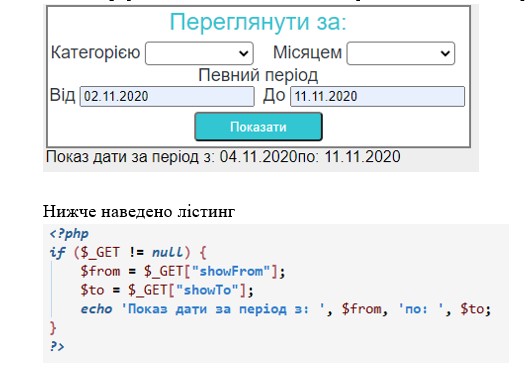 Переглянути за:
Категорією Місяцем
Певний період
Від 02.11.2020 До 11.11.2020
Показати
Показ дати за період з: 04.11.2020по: 11.11.2020
Нижче наведено лістинг
<?php
if ($_GET != null) {
$from = $_GET["showFrom"];
$to = $_GET["showTo"];
echo 'Показ дати за період з: ', $from, 'по: ', $to;
}
?>